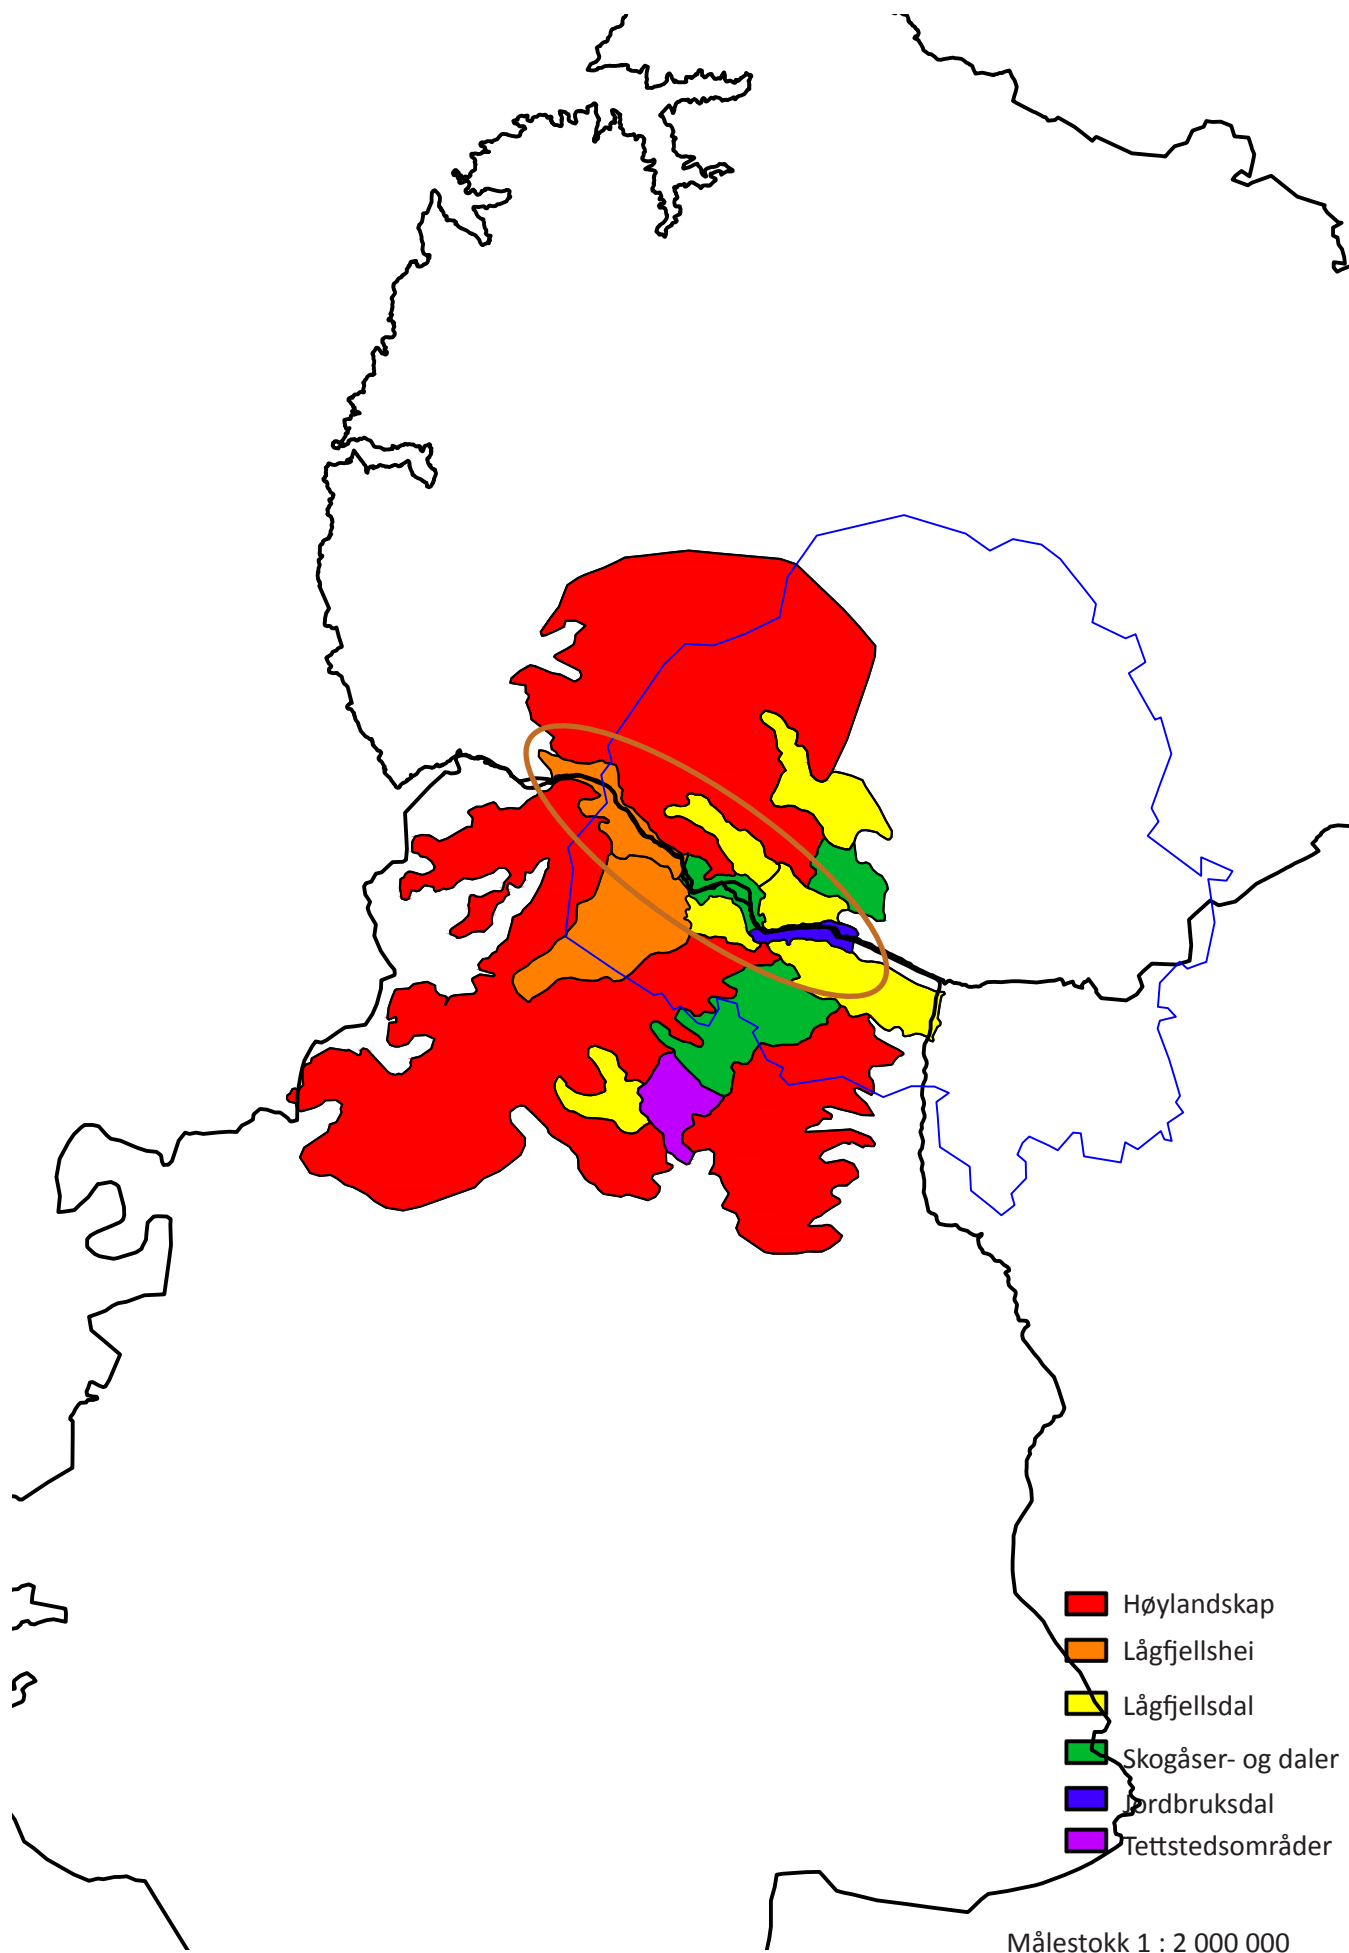 Høylandskap
Lågfjellshei
Lågfjellsdal
Skogåser- og daler
Jordbruksdal
Tettstedsområder
Målestokk 1 : 2 000 000